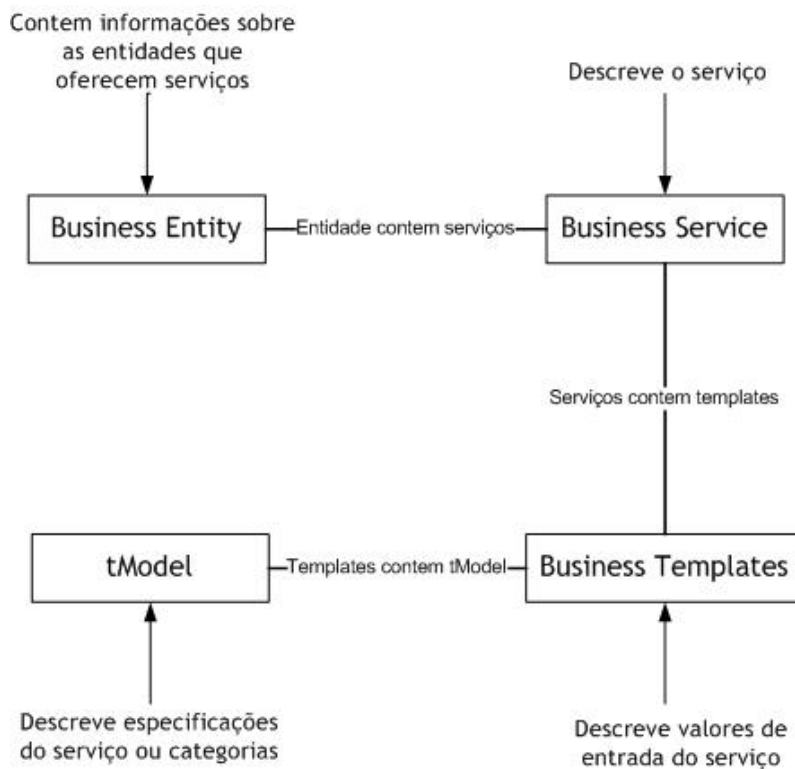 Contem informações sobre
as entidades que
oferecem serviços
Descreve o serviço
Business Entity
Entidade contem serviços
Business Service
Serviços contem templates
tModel
Templates contem tModel
Business Templates
Descreve especificações
do serviço ou categorias
Descreve valores de
entrada do serviço